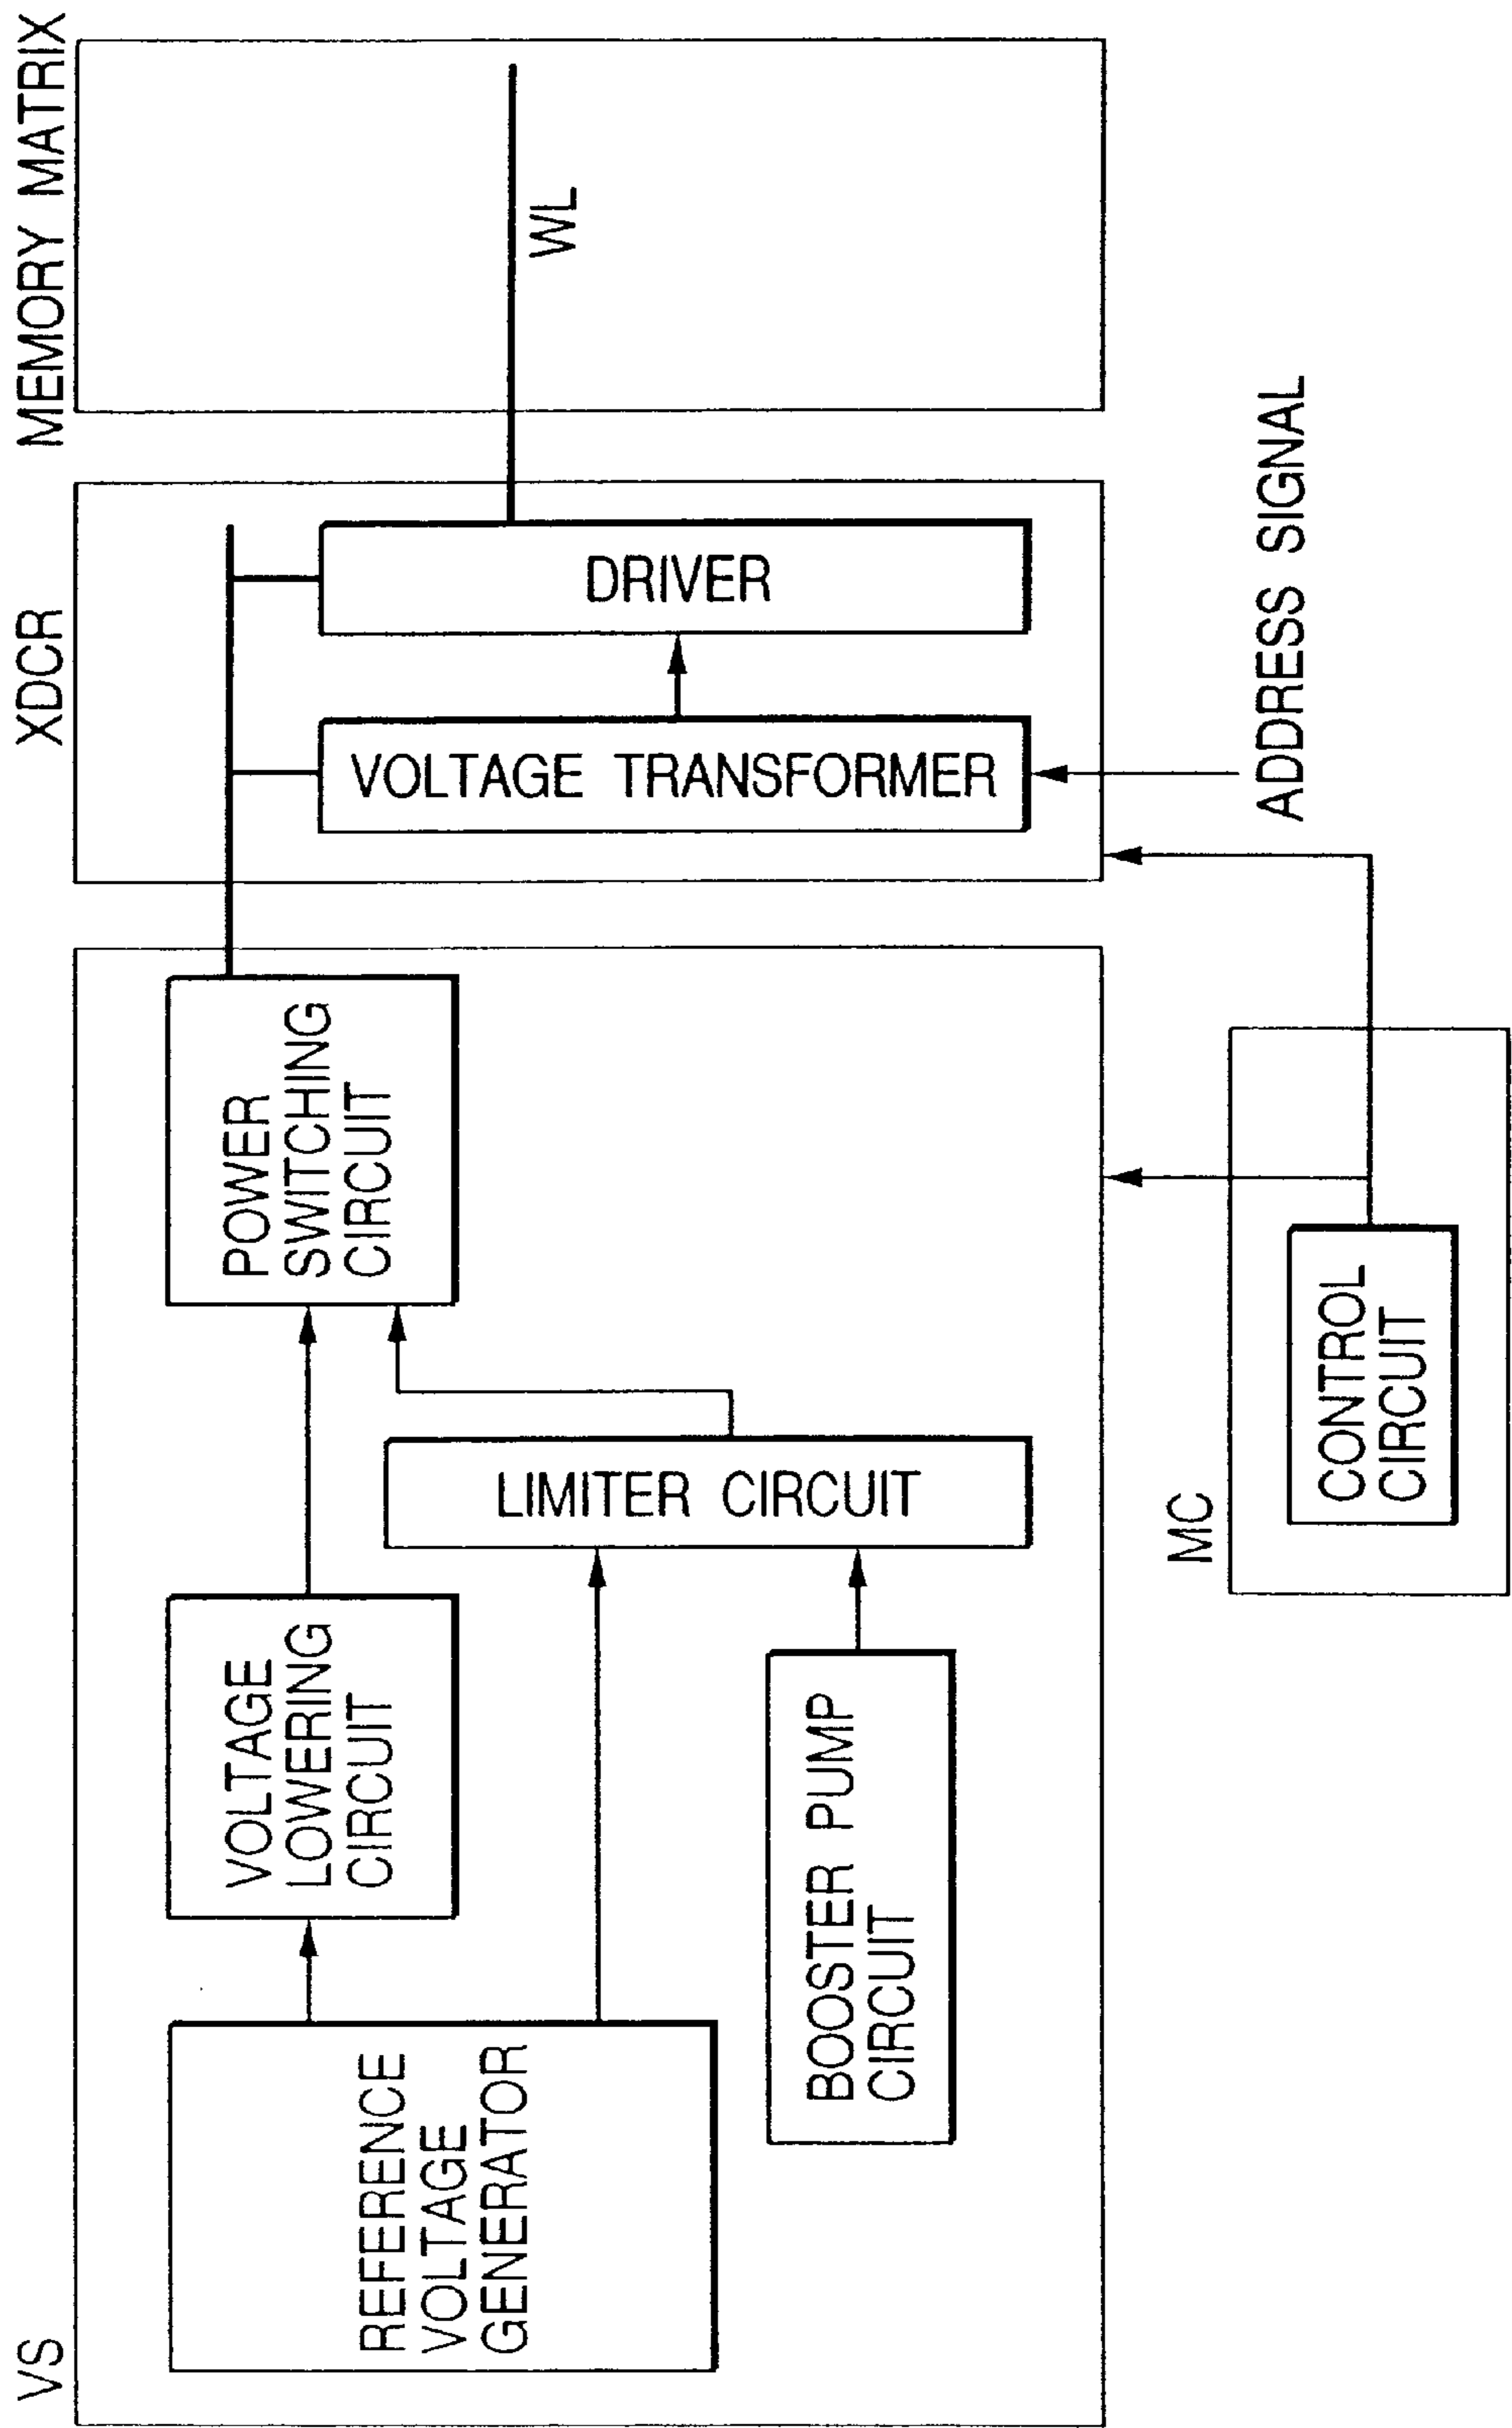 VS
XDCR
MEMORY MATRIX
REFERENCE
VOLTAGE
GENERATOR
VOLTAGE
LOWERING
CIRCUIT
POWER
SWITCHING
CIRCUIT
LIMITER CIRCUIT
BOOSTER PUMP
CIRCUIT
VOLTAGE TRANSFORMER
DRIVER
WL
MC
CONTROL
CIRCUIT
ADDRESS SIGNAL